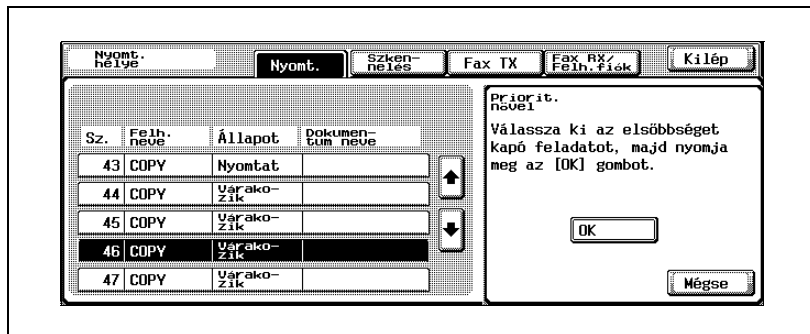 Nyomt. helye
Nyomt.
Szken-
nelés
Fax TX
Fax RX/
Felh.fiók
Kilép
Sz.
Felh.
neve
Állapot
Dokumen-
tum neve
43 COPY Nyomtat
44 COPY Várako-
zik
45 COPY Várako-
zik
46 COPY Várako-
zik
47 COPY Várako-
zik
Priorit.
növel
Válassza ki az elsőbbséget
kapó feladatot, majd nyomja
meg az [OK] gombot.
OK
Mégse